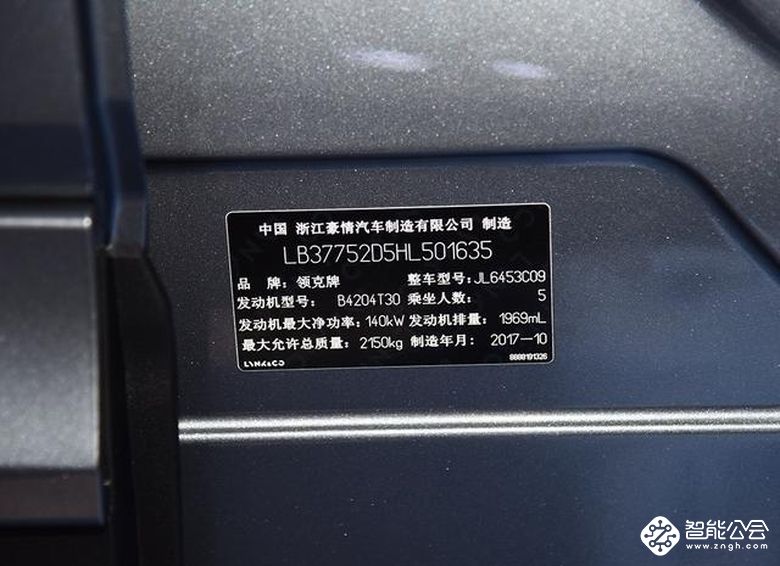 中国 浙江豪情汽车制造有限公司 制造
LB37752D5HL501635
品 牌：领克牌 整车型号：JL6453C09
发动机型号： B4204T30 乘坐人数： 5
发动机最大净功率：140kW 发动机排量：1969mL
最大允许总质量：2150kg 制造年月：2017-10
LYNK&CO 8888191326
智能公会
www.zngh.com